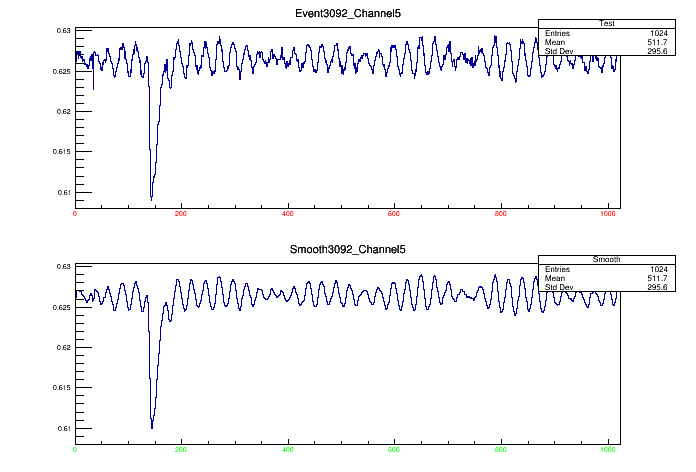 Event3092_Channel5
Test
Entries 1024
Mean 511.7
Std Dev 295.6
0.63
0.625
0.62
0.615
0.61
0 200 400 600 800 1000
Smooth3092_Channel5
Smooth
Entries 1024
Mean 511.7
Std Dev 295.6
0.63
0.625
0.62
0.615
0.61
0 200 400 600 800 1000